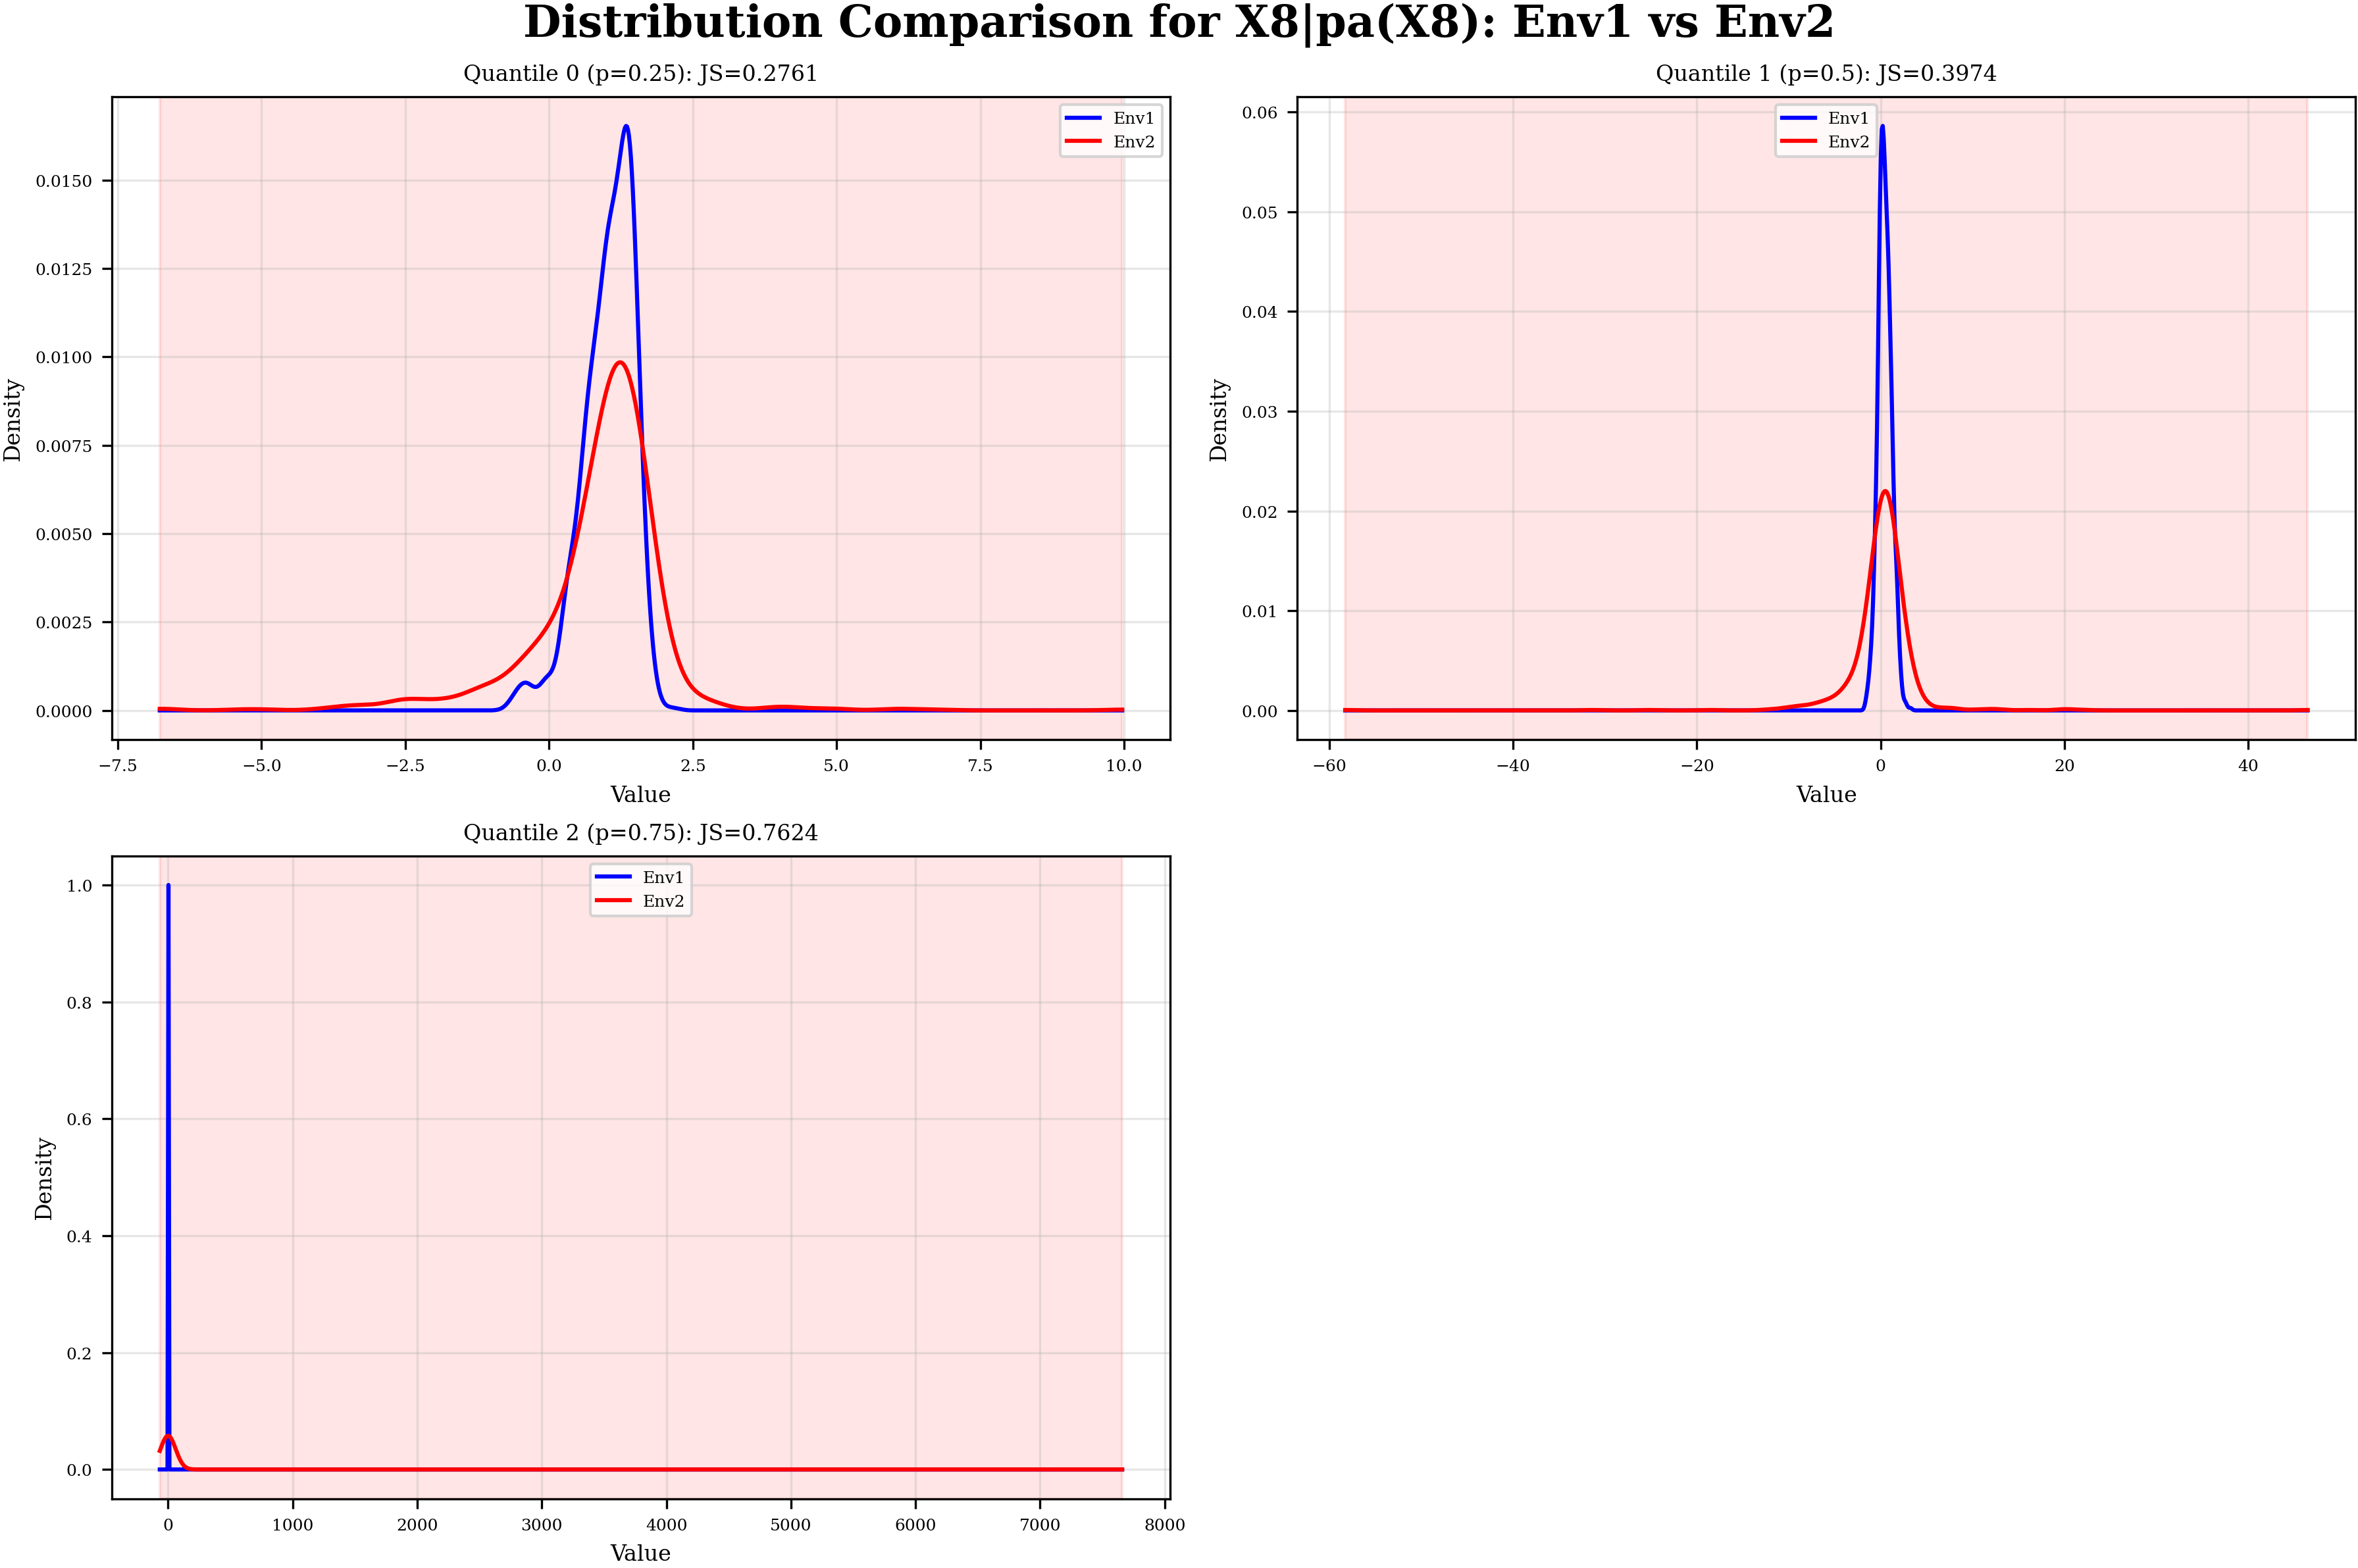 Distribution Comparison for X8|pa(X8): Env1 vs Env2
Quantile 0 (p=0.25): JS=0.2761
Env1
Env2
Density
0.0150
0.0125
0.0100
0.0075
0.0050
0.0025
0.0000
−7.5 −5.0 −2.5 0.0 2.5 5.0 7.5 10.0
Value
Quantile 1 (p=0.5): JS=0.3974
Env1
Env2
Density
0.06
0.05
0.04
0.03
0.02
0.01
0.00
−60 −40 −20 0 20 40
Value
Quantile 2 (p=0.75): JS=0.7624
Env1
Env2
Density
1.0
0.8
0.6
0.4
0.2
0.0
0 1000 2000 3000 4000 5000 6000 7000 8000
Value